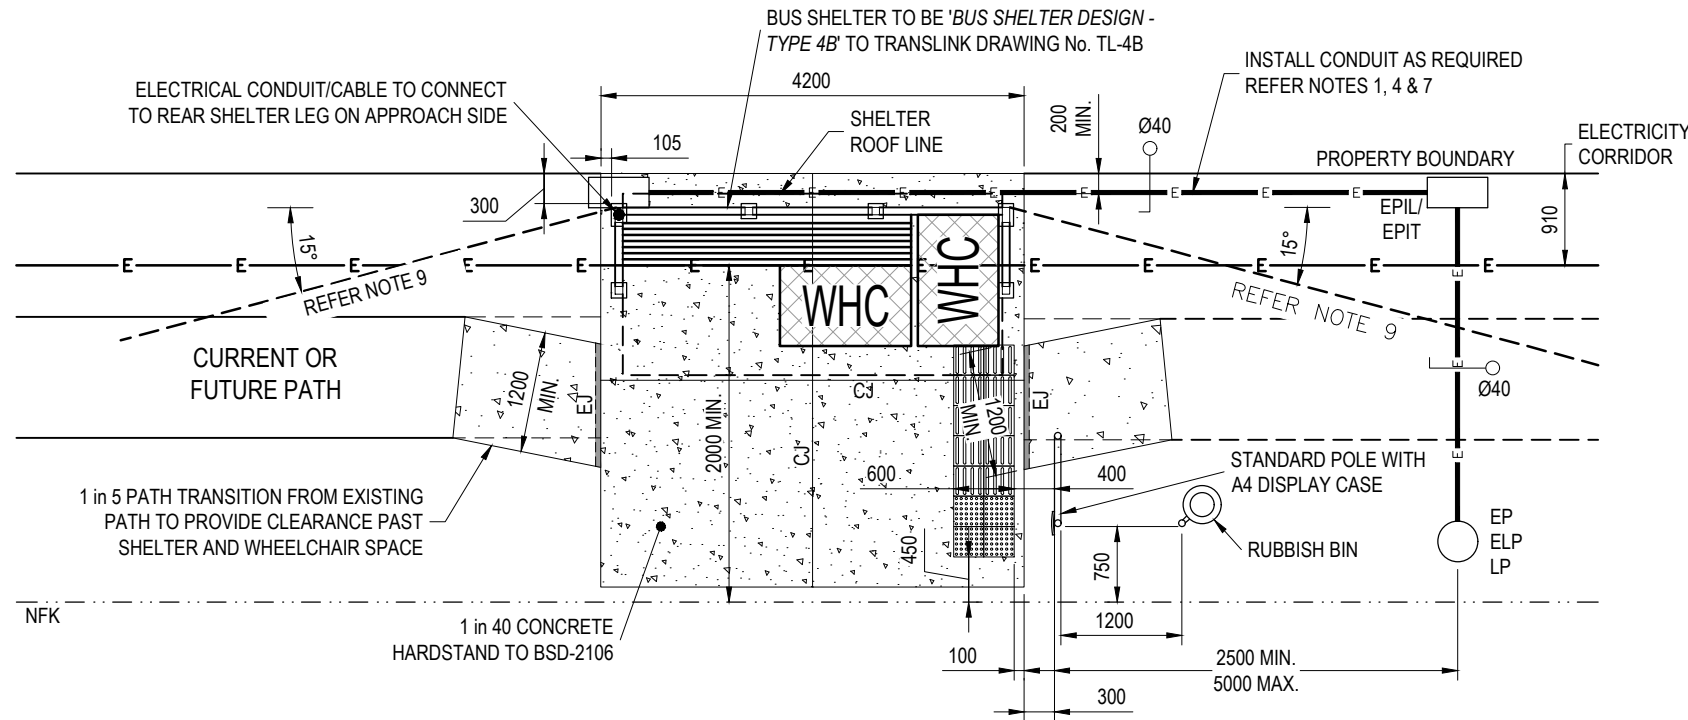 BUS SHELTER TO BE 'BUS SHELTER DESIGN -
TYPE 4B' TO TRANSLINK DRAWING No. TL-4B
ELECTRICAL CONDUIT/CABLE TO CONNECT
TO REAR SHELTER LEG ON APPROACH SIDE
4200
INSTALL CONDUIT AS REQUIRED
REFER NOTES 1, 4 & 7
105
SHELTER
ROOF LINE
200
MIN.
Ø40
PROPERTY BOUNDARY
ELECTRICITY
CORRIDOR
300
15°
REFER NOTE 9
E E E E E E E
E E E E E E E E E E E E E
WHC
WHC
EPIL/
EPIT
15°
910
REFER NOTE 9
E
E
E
E
CURRENT OR
FUTURE PATH
1200
MIN.
EJ
CJ
CJ
2000 MIN
1200
MIN
EJ
Ø40
600
400
STANDARD POLE WITH
A4 DISPLAY CASE
1 in 5 PATH TRANSITION FROM EXISTING
PATH TO PROVIDE CLEARANCE PAST
SHELTER AND WHEELCHAIR SPACE
450
750
RUBBISH BIN
EP
ELP
LP
NFK
1 in 40 CONCRETE
HARDSTAND TO BSD-2106
1200
100
2500 MIN.
5000 MAX.
300